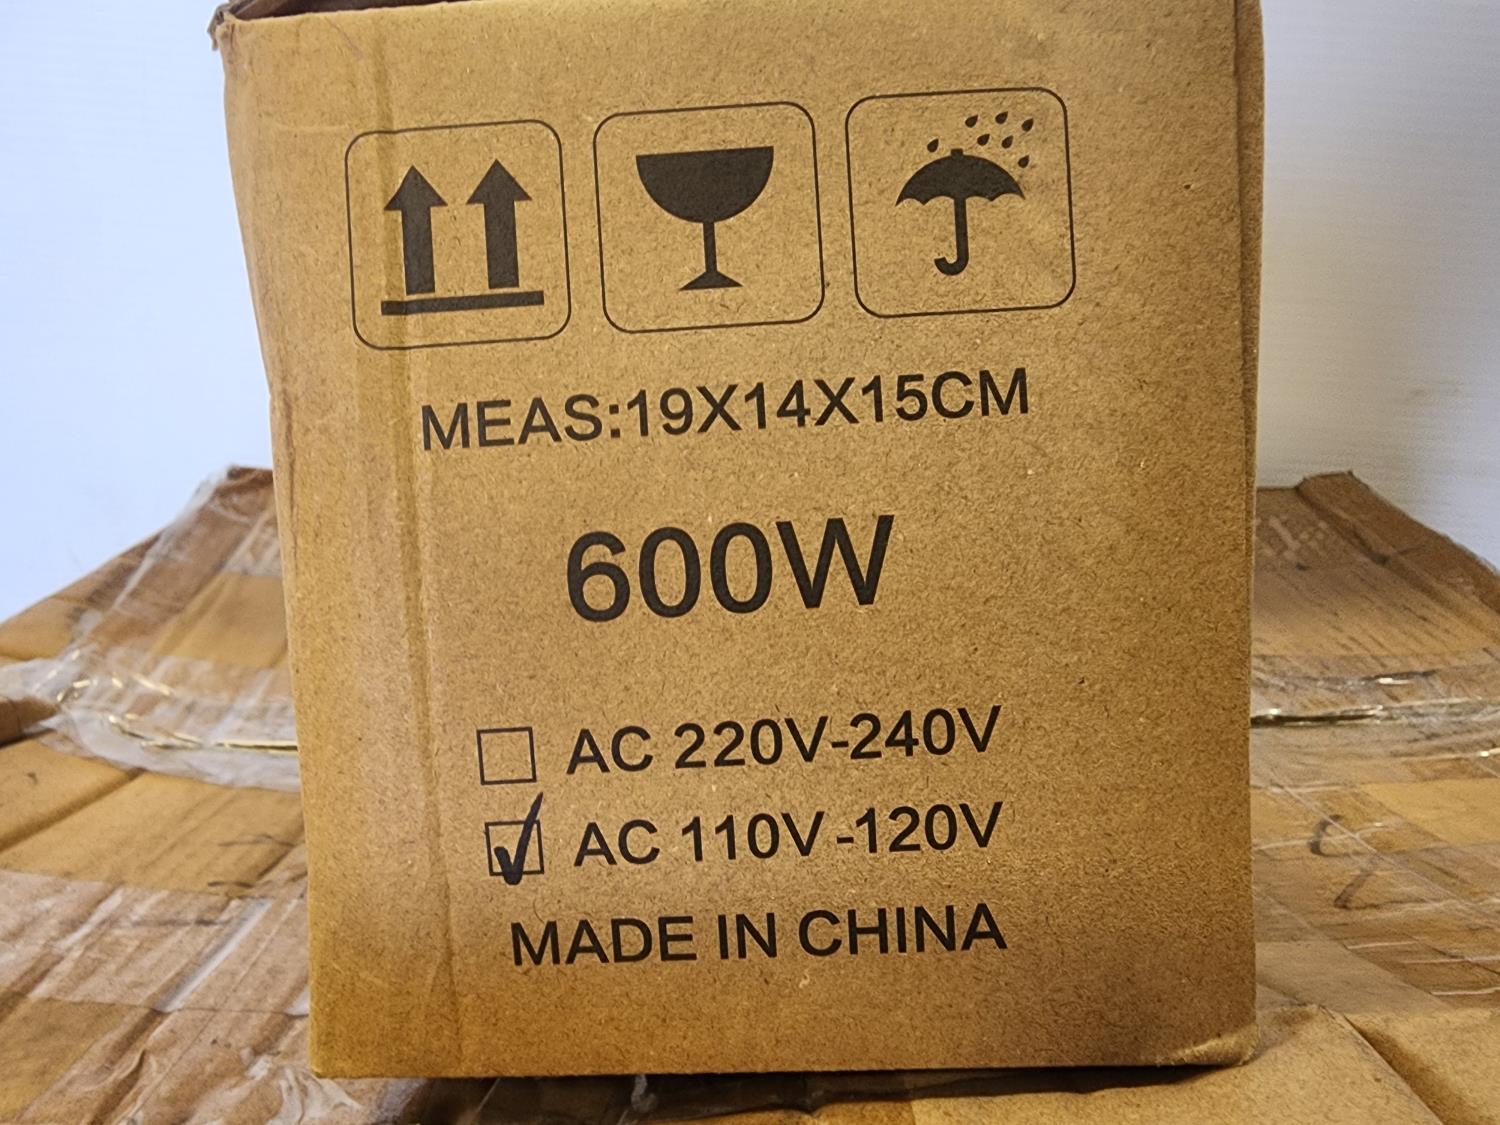 MEAS:19X14X15CM
600W
AC 220V-240V
AC 110V-120V
MADE IN CHINA